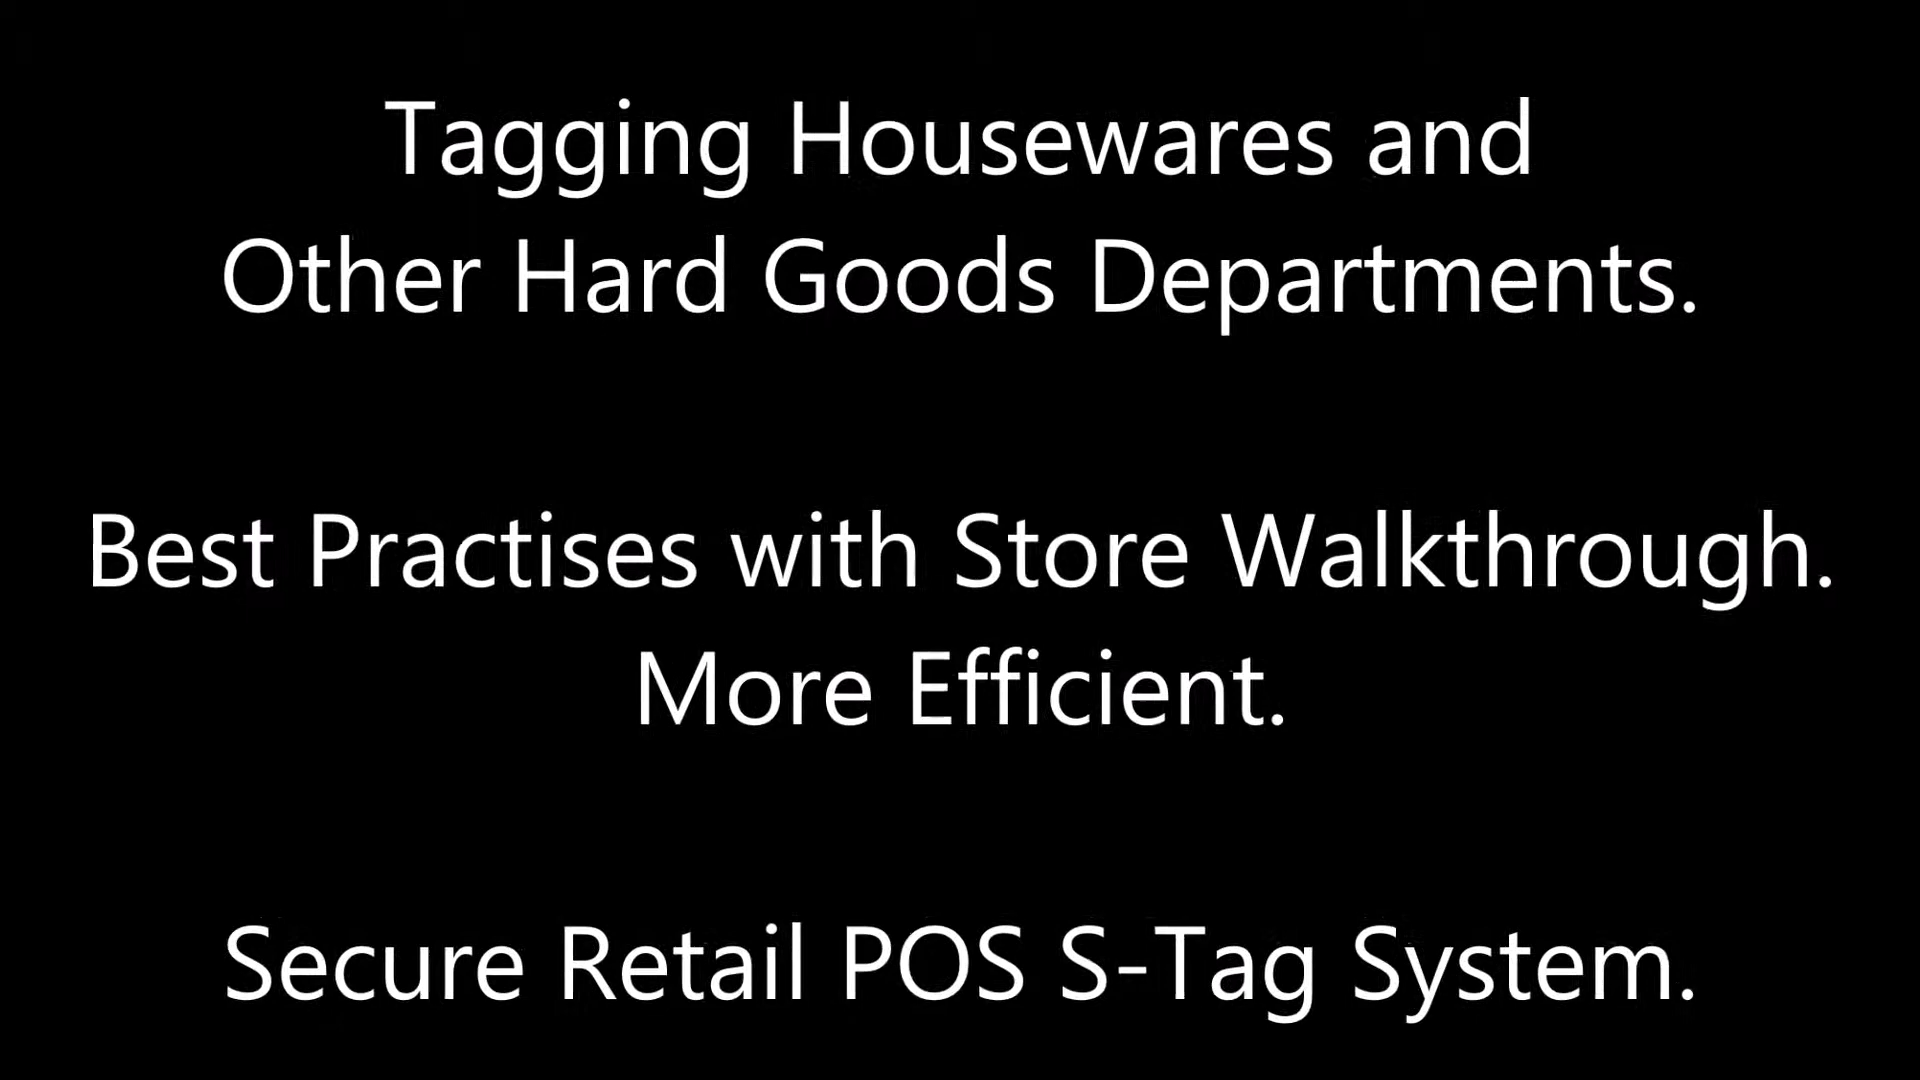 Tagging Housewares and
Other Hard Goods Departments.
Best Practises with Store Walkthrough.
More Efficient.
Secure Retail POS S-Tag System.